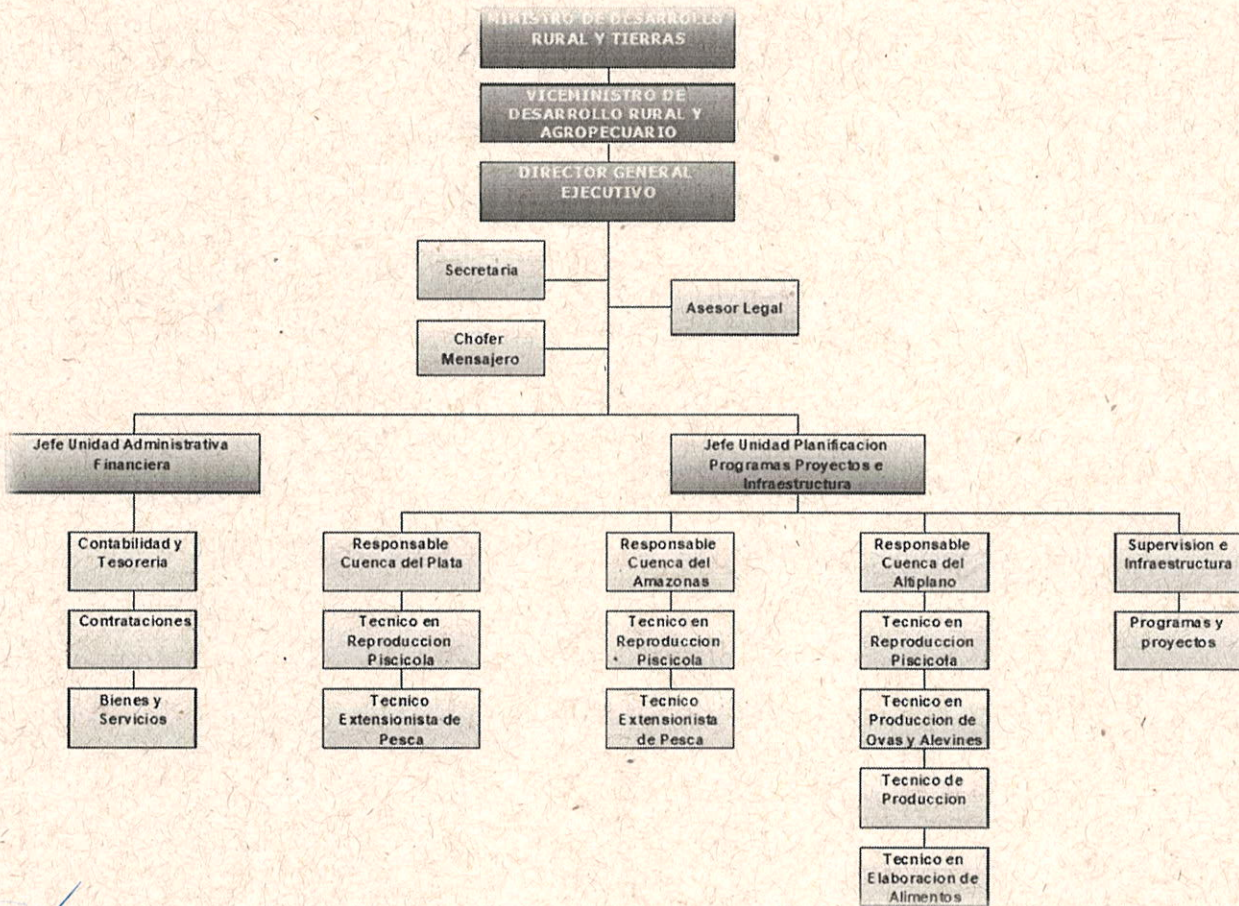 MINISTRO DE DESARROLLO
RURAL Y TIERRAS
VICEMINISTRO DE
DESARROLLO RURAL Y
AGROPECUARIO
DIRECTOR GENERAL
EJECUTIVO
Secretaria
Asesor Legal
Chofer
Mensajero
Jefe Unidad Administrativa
Financiera
Jefe Unidad Planificacion
Programas Proyectos e
Infraestructura
Contabilidad y
Tesoreria
Contrataciones
Bienes y
Servicios
Responsable
Cuenca del Plata
Tecnico en
Reproduccion
Piscicola
Tecnico
Extensionista de
Pesca
Responsable
Cuenca del
Amazonas
Tecnico en
Reproduccion
Piscicola
Tecnico
Extensionista
de Pesca
Responsable
Cuenca del
Altiplano
Tecnico en
Reproduccion
Piscicola
Tecnico en
Produccion de
Ovas y Alevines
Tecnico de
Produccion
Tecnico en
Elaboracion de
Alimentos
Supervision e
Infraestructura
Programas y
proyectos